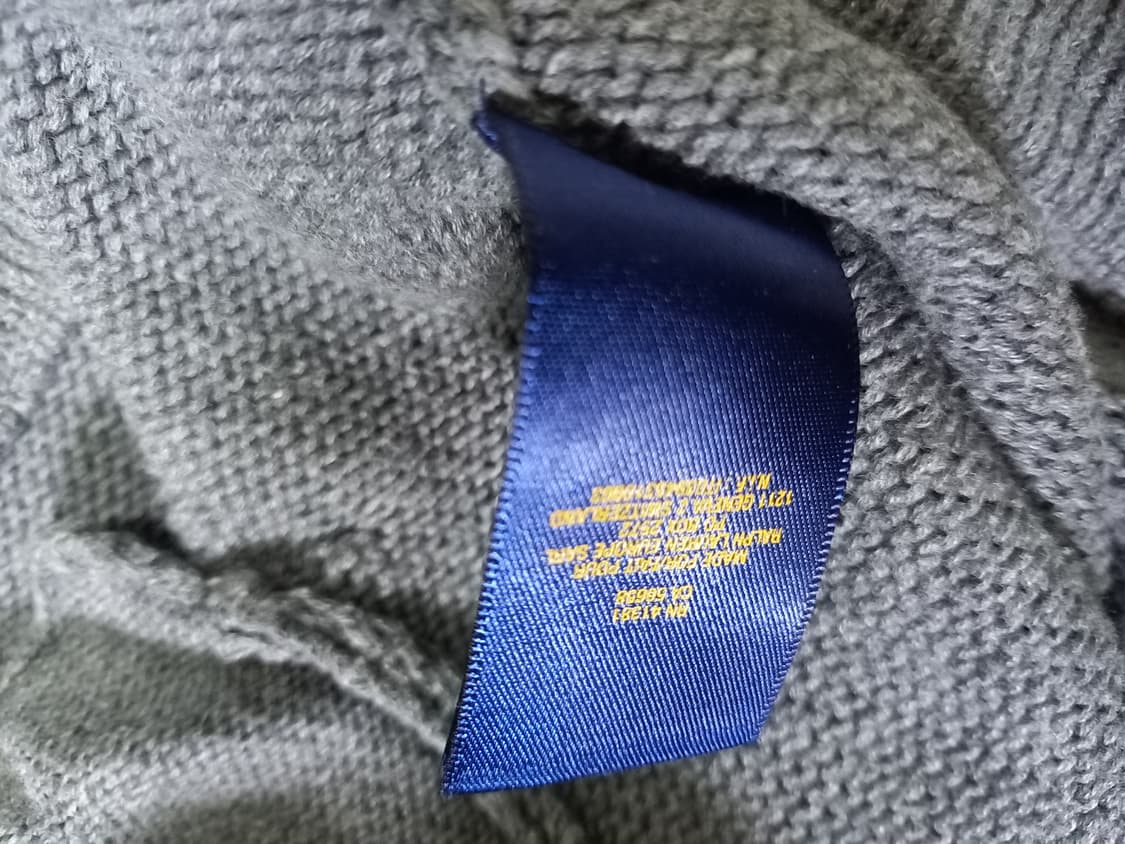 RN 41381
CA 56658
MADE FOR/FAIT POUR
RALPH LAUREN EUROPE SARL
PO BOX 2572
1211 GENEVA 2 SWITZERLAND
N.I.F.